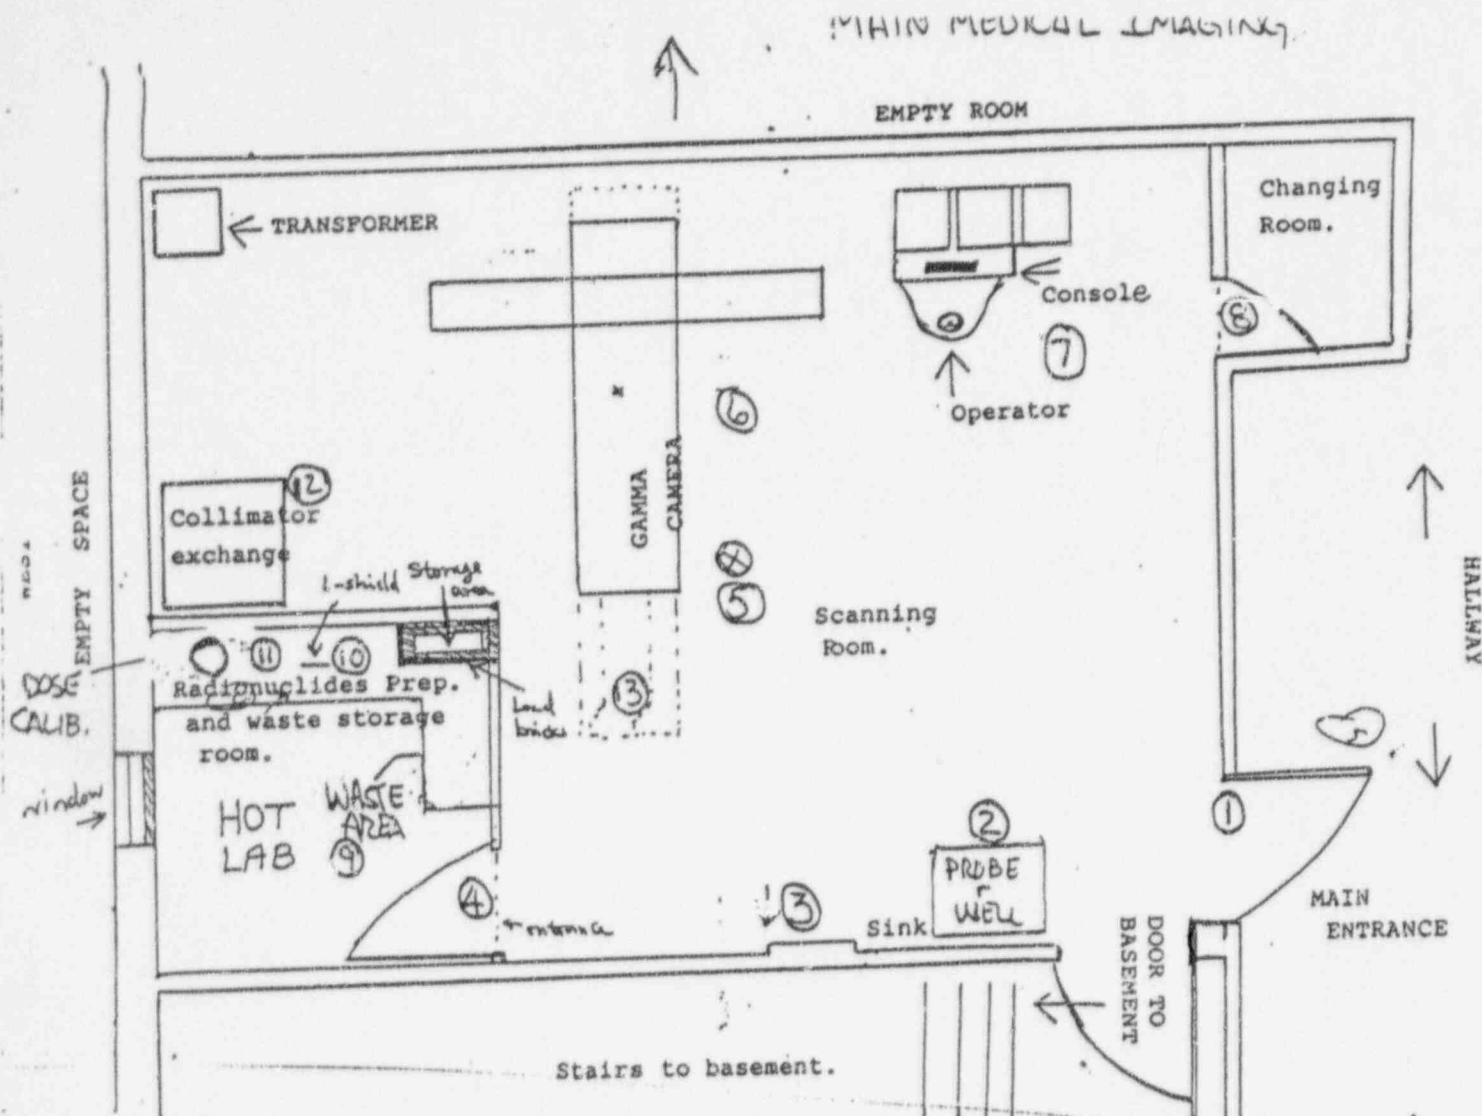 MAIN MEDICAL IMAGING
EMPTY ROOM
Changing
Room.
TRANSFORMER
Console
8
7
Operator
6
GAMMA
CAMERA
12
Collimator
exchange
EMPTY SPACE
WEST
L-shield
Storage
area
5
Scanning
Room.
HALLWAY
11
10
DOSE
CALIB.
Radionuclides Prep.
and waste storage
room.
Lead
bricks
13
5
window
HOT
LAB
WASTE
AREA
9
1
2
PROBE
WELL
4
entrance
3
Sink
MAIN
ENTRANCE
DOOR TO
BASEMENT
Stairs to basement.